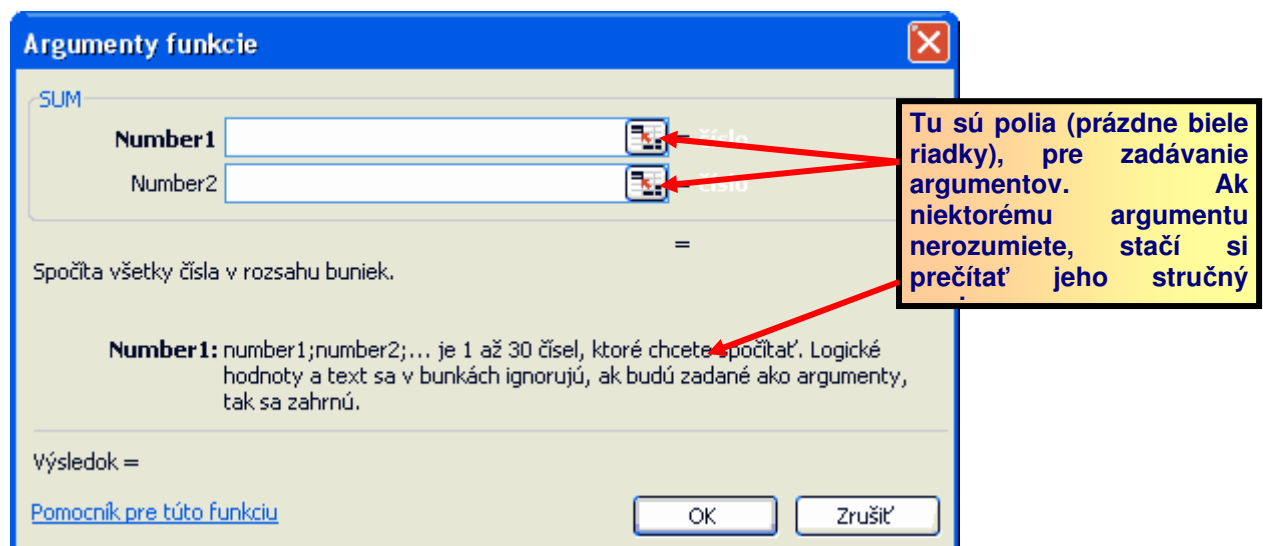 Argumenty funkcie
SUM
Number1 = číslo
Number2 = číslo
=
Spočíta všetky čísla v rozsahu buniek.
Number1: number1;number2;... je 1 až 30 čísel, ktoré chcete spočítať. Logické
hodnoty a text sa v bunkách ignorujú, ak budú zadané ako argumenty,
tak sa zahrnú.
Výsledok =
Pomocník pre túto funkciu
OK
Zrušiť
Tu sú polia (prázdne biele
riadky), pre zadávanie
argumentov. Ak
niektorému argumentu
nerozumiete, stačí si
prečítať jeho stručný